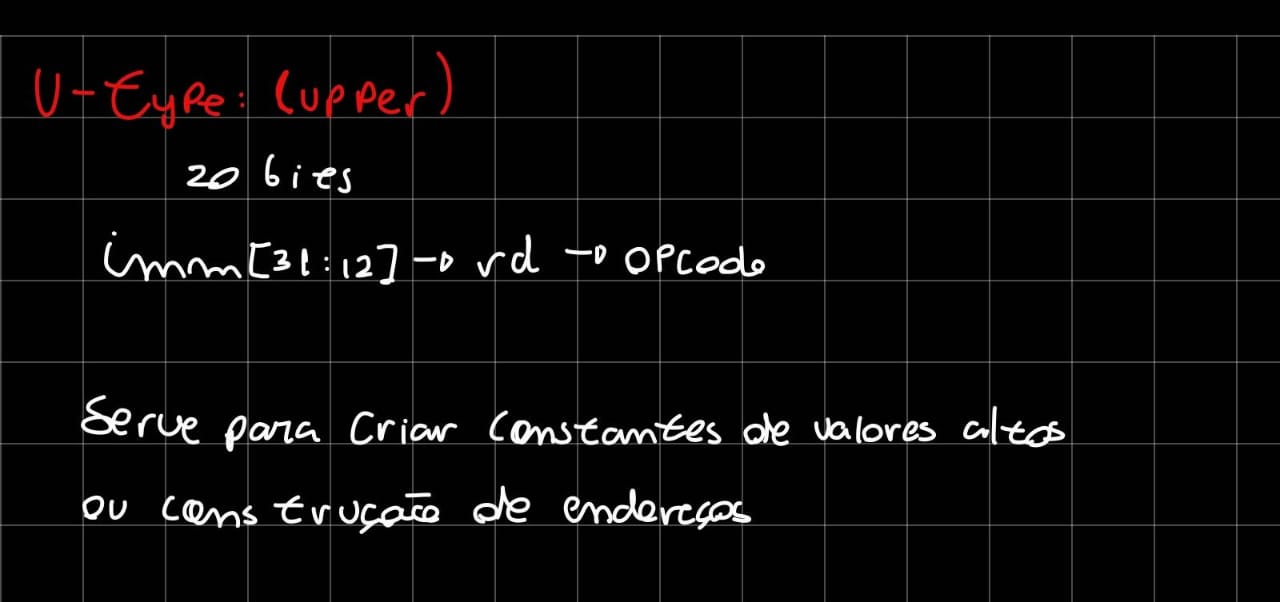 U-type: (upper)
20 bits
imm[31:12] → rd → opcode
Serve para criar constantes de valores altos
ou construção de endereços